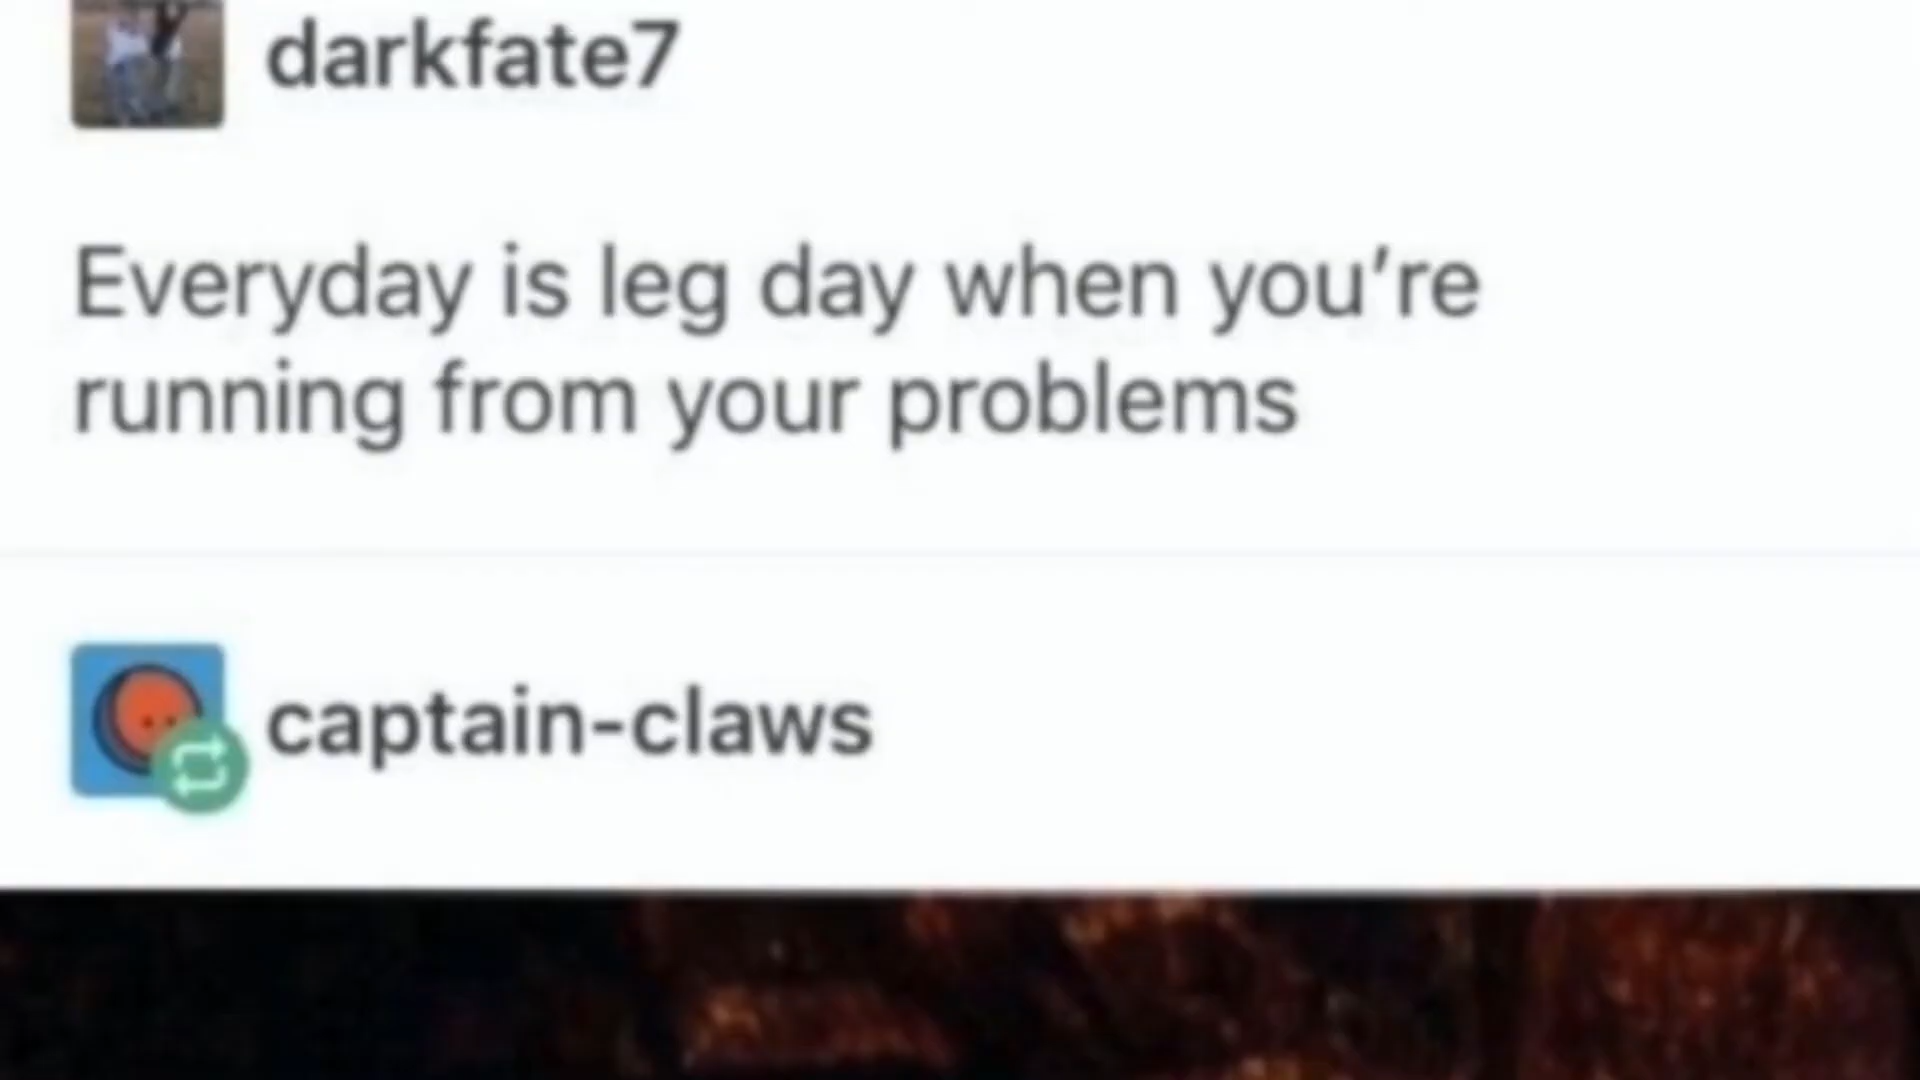 darkfate7
Everyday is leg day when you're
running from your problems
captain-claws